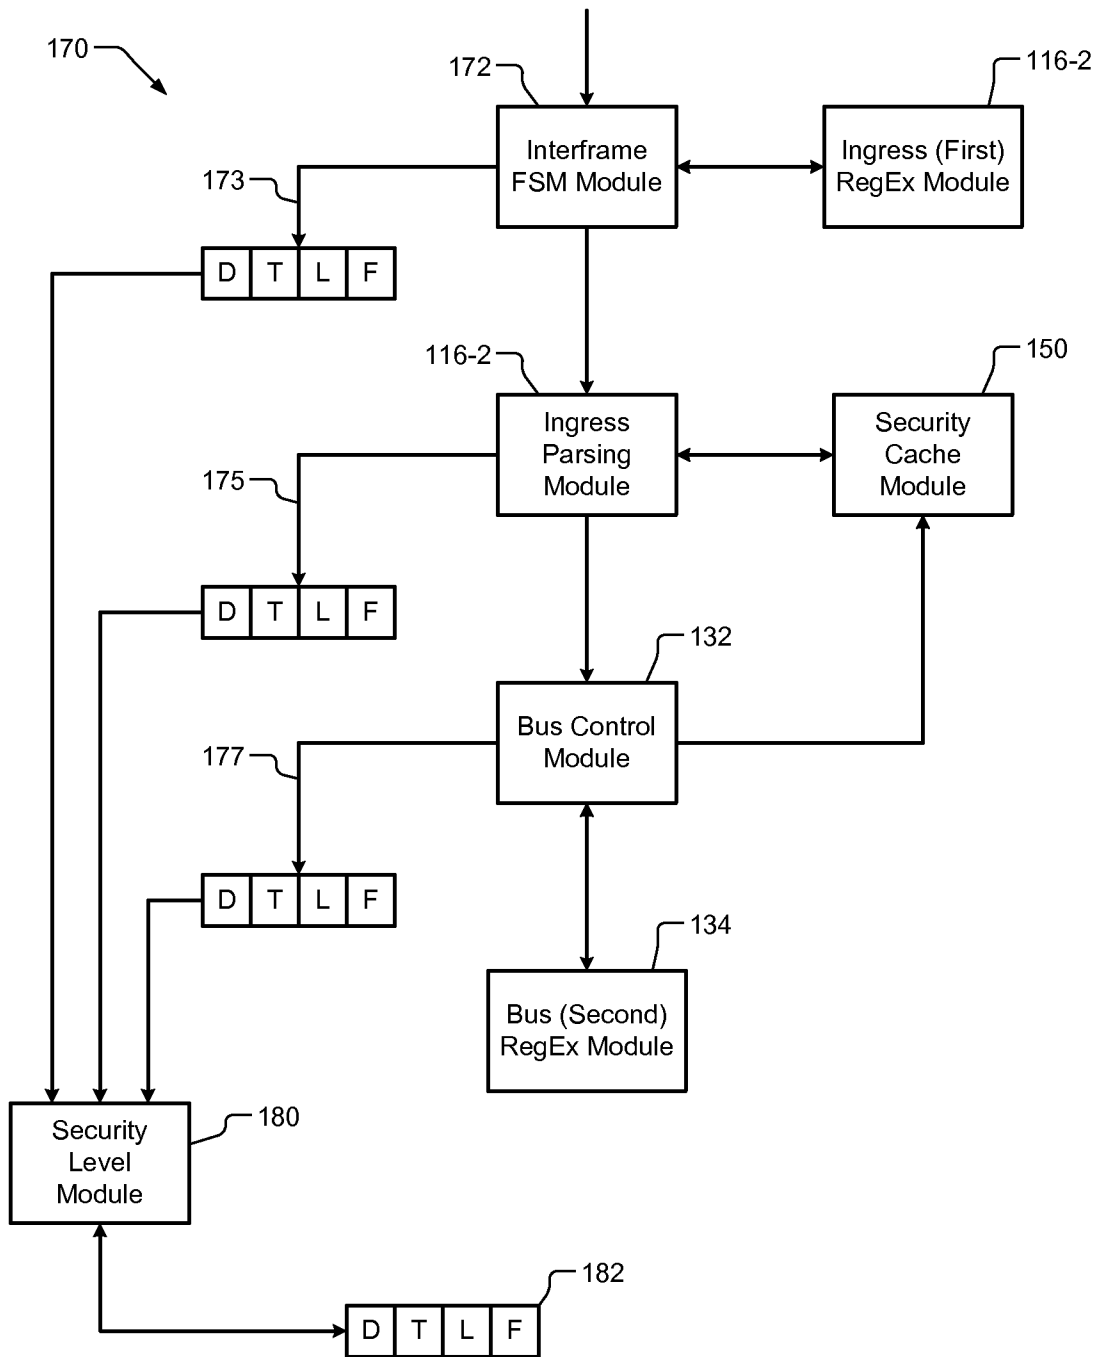 170
172
116-2
Interframe
FSM Module
Ingress (First)
RegEx Module
173
D T L F
116-2
150
Ingress
Parsing
Module
Security
Cache
Module
175
D T L F
132
Bus Control
Module
177
D T L F
134
Bus (Second)
RegEx Module
180
Security
Level
Module
182
D T L F